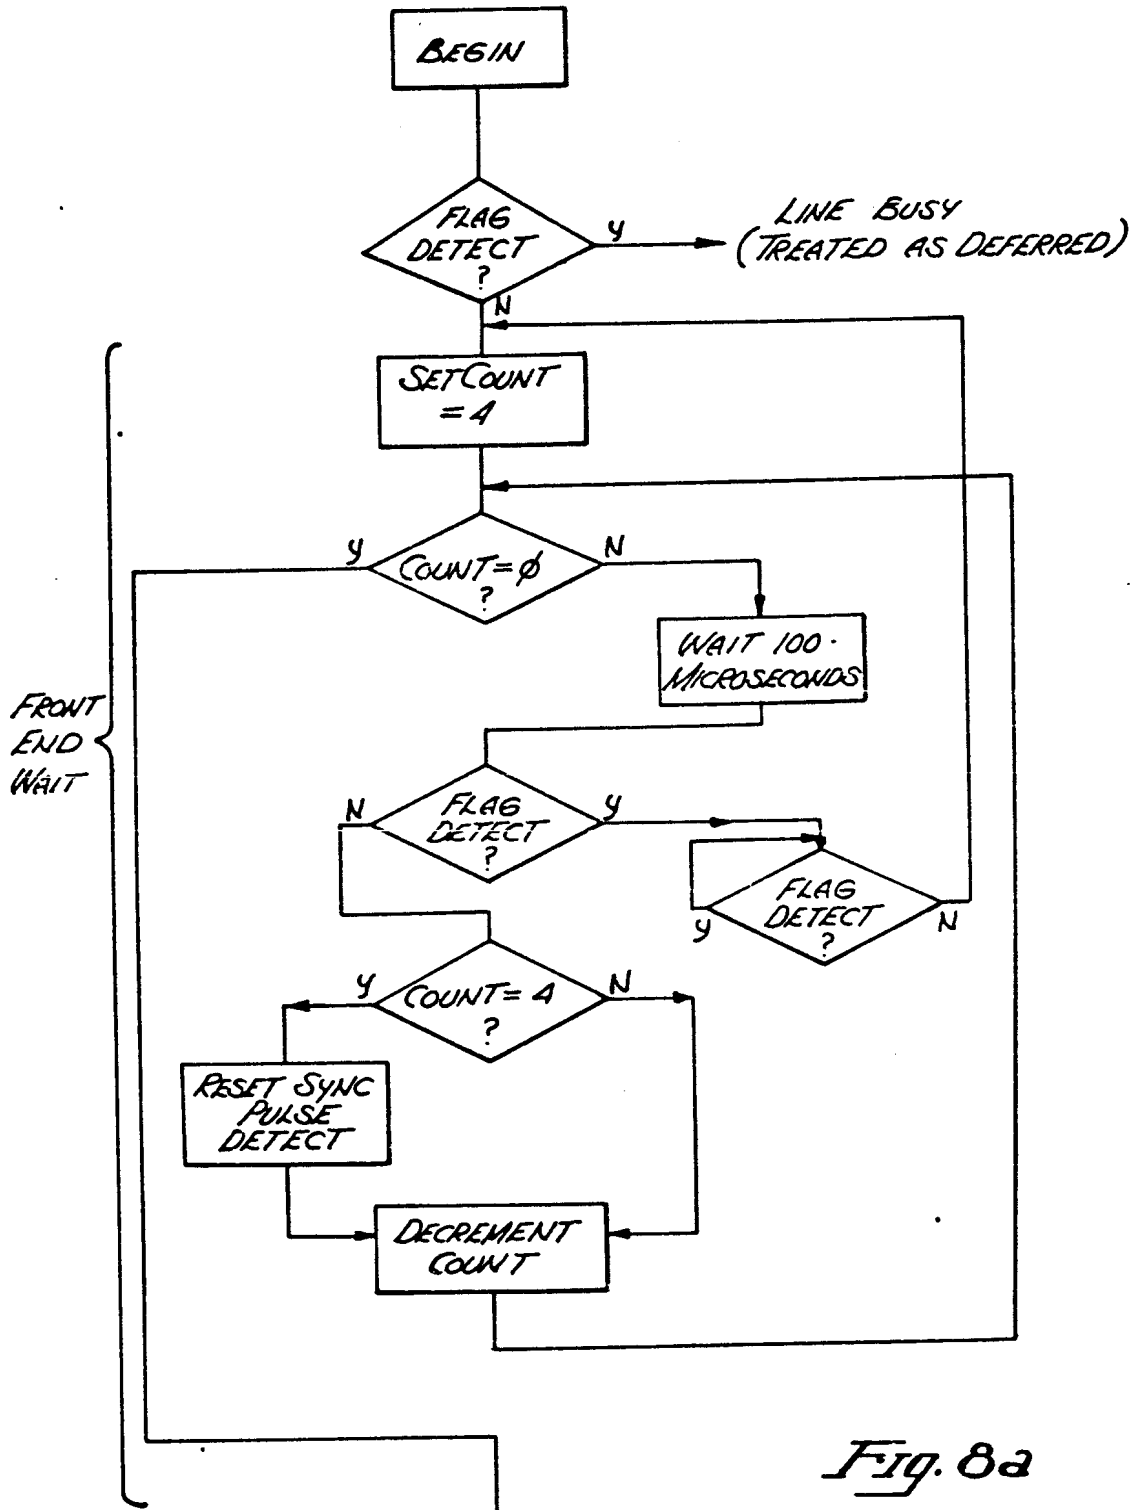 BEGIN
FLAG
DETECT
?
Y
N
LINE BUSY
(TREATED AS DEFERRED)
SET COUNT
= 4
COUNT = ∅
?
Y
N
WAIT 100
MICROSECONDS
FRONT
END
WAIT
FLAG
DETECT
?
N
Y
FLAG
DETECT
?
Y
N
COUNT = 4
?
Y
N
RESET SYNC
PULSE
DETECT
DECREMENT
COUNT
Fig. 8a